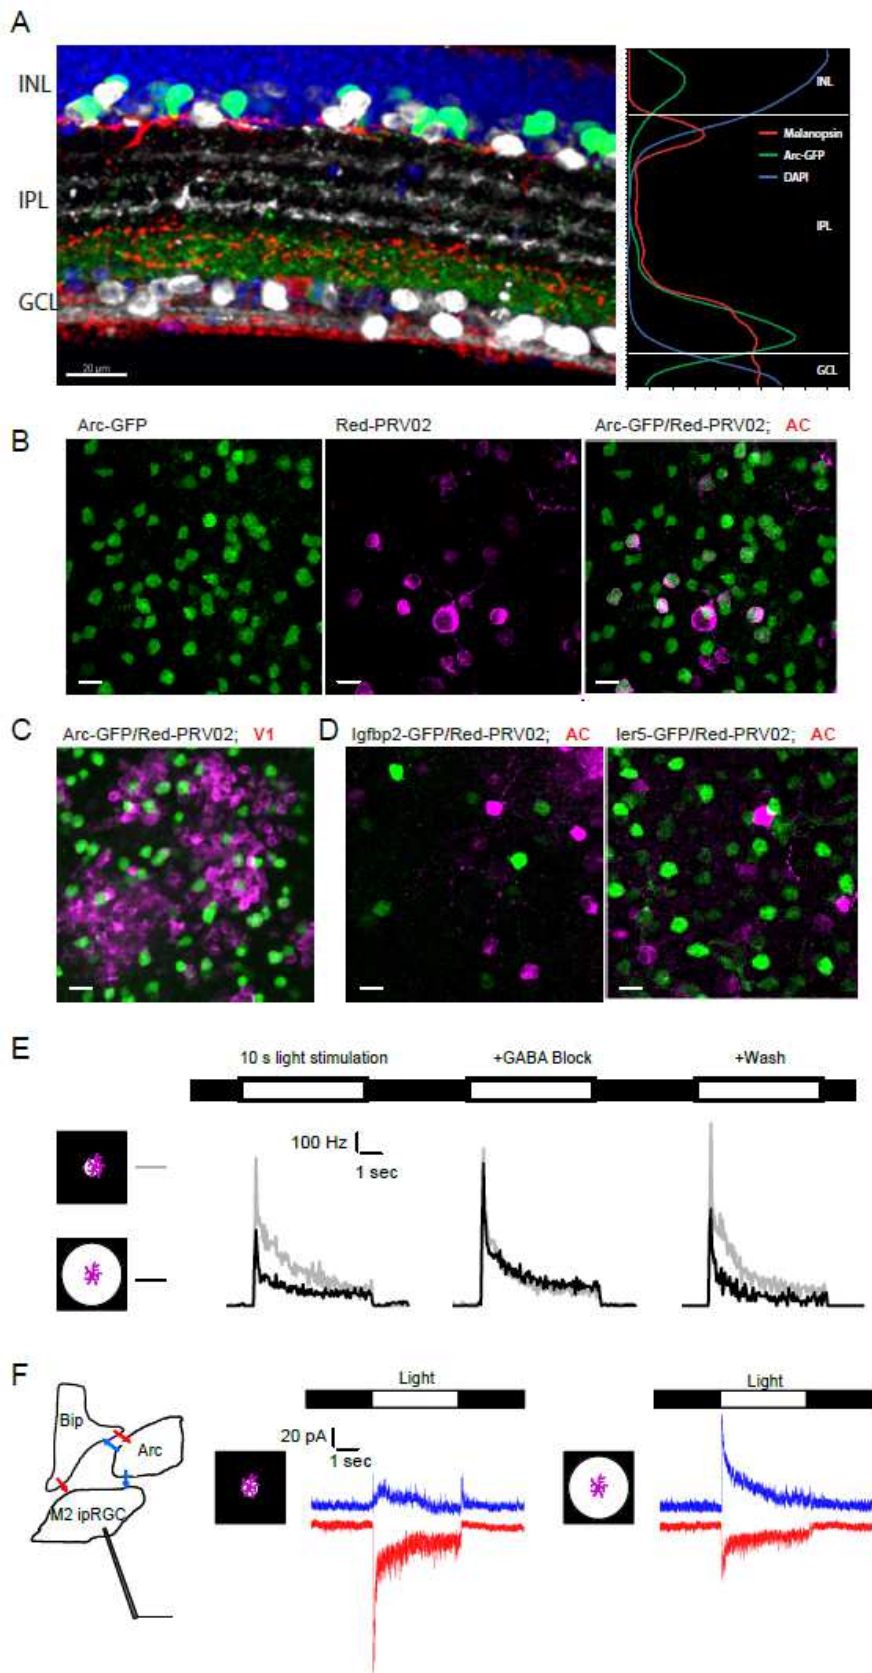 A
INL
IPL
GCL
20 µm
INL
Melanopsin
Arc-GFP
DAPI
IPL
GCL
B
Arc-GFP
Red-PRV02
Arc-GFP/Red-PRV02; AC
C
Arc-GFP/Red-PRV02; V1
D
Igfbp2-GFP/Red-PRV02; AC
Ier5-GFP/Red-PRV02; AC
E
10 s light stimulation
+GABA Block
+Wash
100 Hz
1 sec
F
Bip
Arc
M2 ipRGC
Light
20 pA
1 sec
Light